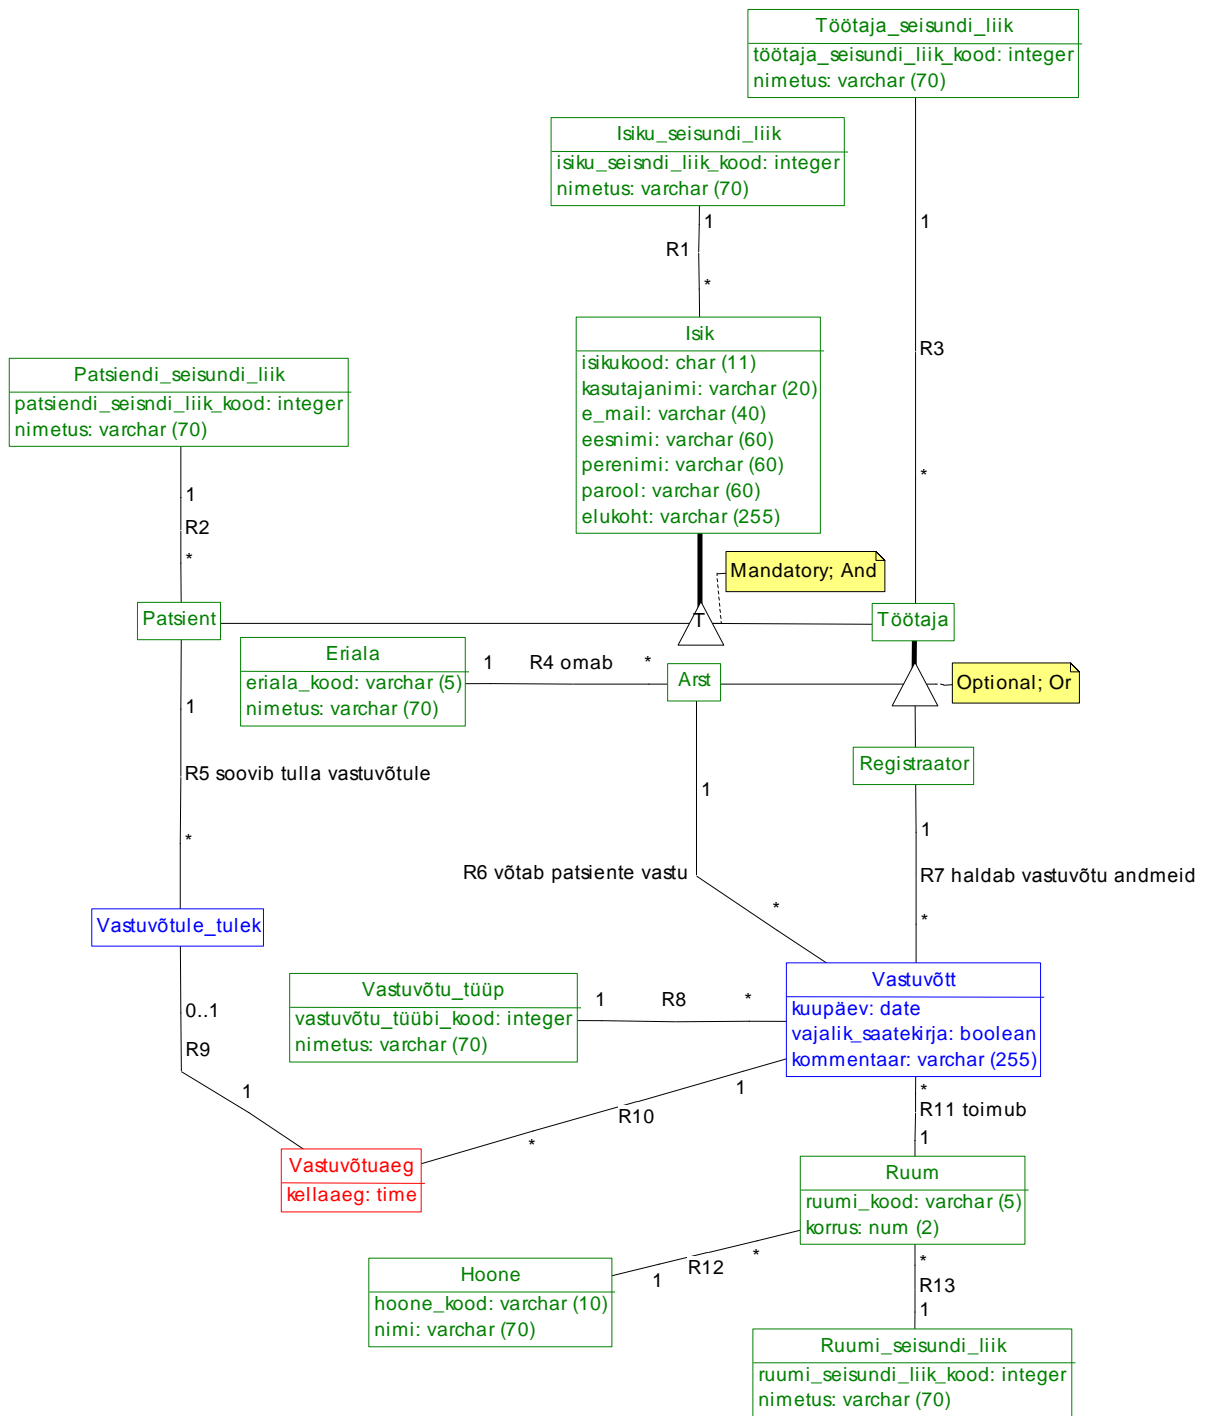 Töötaja_seisundi_liik
töötaja_seisundi_liik_kood: integer
nimetus: varchar (70)
Isiku_seisundi_liik
isiku_seisndi_liik_kood: integer
nimetus: varchar (70)
1
R1
*
1
R3
*
Isik
isikukood: char (11)
kasutajanimi: varchar (20)
e_mail: varchar (40)
eesnimi: varchar (60)
perenimi: varchar (60)
parool: varchar (60)
elukoht: varchar (255)
Patsiendi_seisundi_liik
patsiendi_seisndi_liik_kood: integer
nimetus: varchar (70)
1
R2
*
Mandatory; And
Patsient
T
Töötaja
Eriala
eriala_kood: varchar (5)
nimetus: varchar (70)
1
R4 omab
*
Arst
Optional; Or
Registraator
1
R5 soovib tulla vastuvõtule
*
1
R6 võtab patsiente vastu
*
1
R7 haldab vastuvõtu andmeid
*
Vastuvõtule_tulek
Vastuvõtt
kuupäev: date
vajalik_saatekirja: boolean
kommentaar: varchar (255)
Vastuvõtu_tüüp
vastuvõtu_tüübi_kood: integer
nimetus: varchar (70)
1
R8
*
0..1
R9
1
1
R10
*
*
R11 toimub
1
Vastuvõtuaeg
kellaaeg: time
Ruum
ruumi_kood: varchar (5)
korrus: num (2)
*
R12
1
Hoone
hoone_kood: varchar (10)
nimi: varchar (70)
*
R13
1
Ruumi_seisundi_liik
ruumi_seisundi_liik_kood: integer
nimetus: varchar (70)